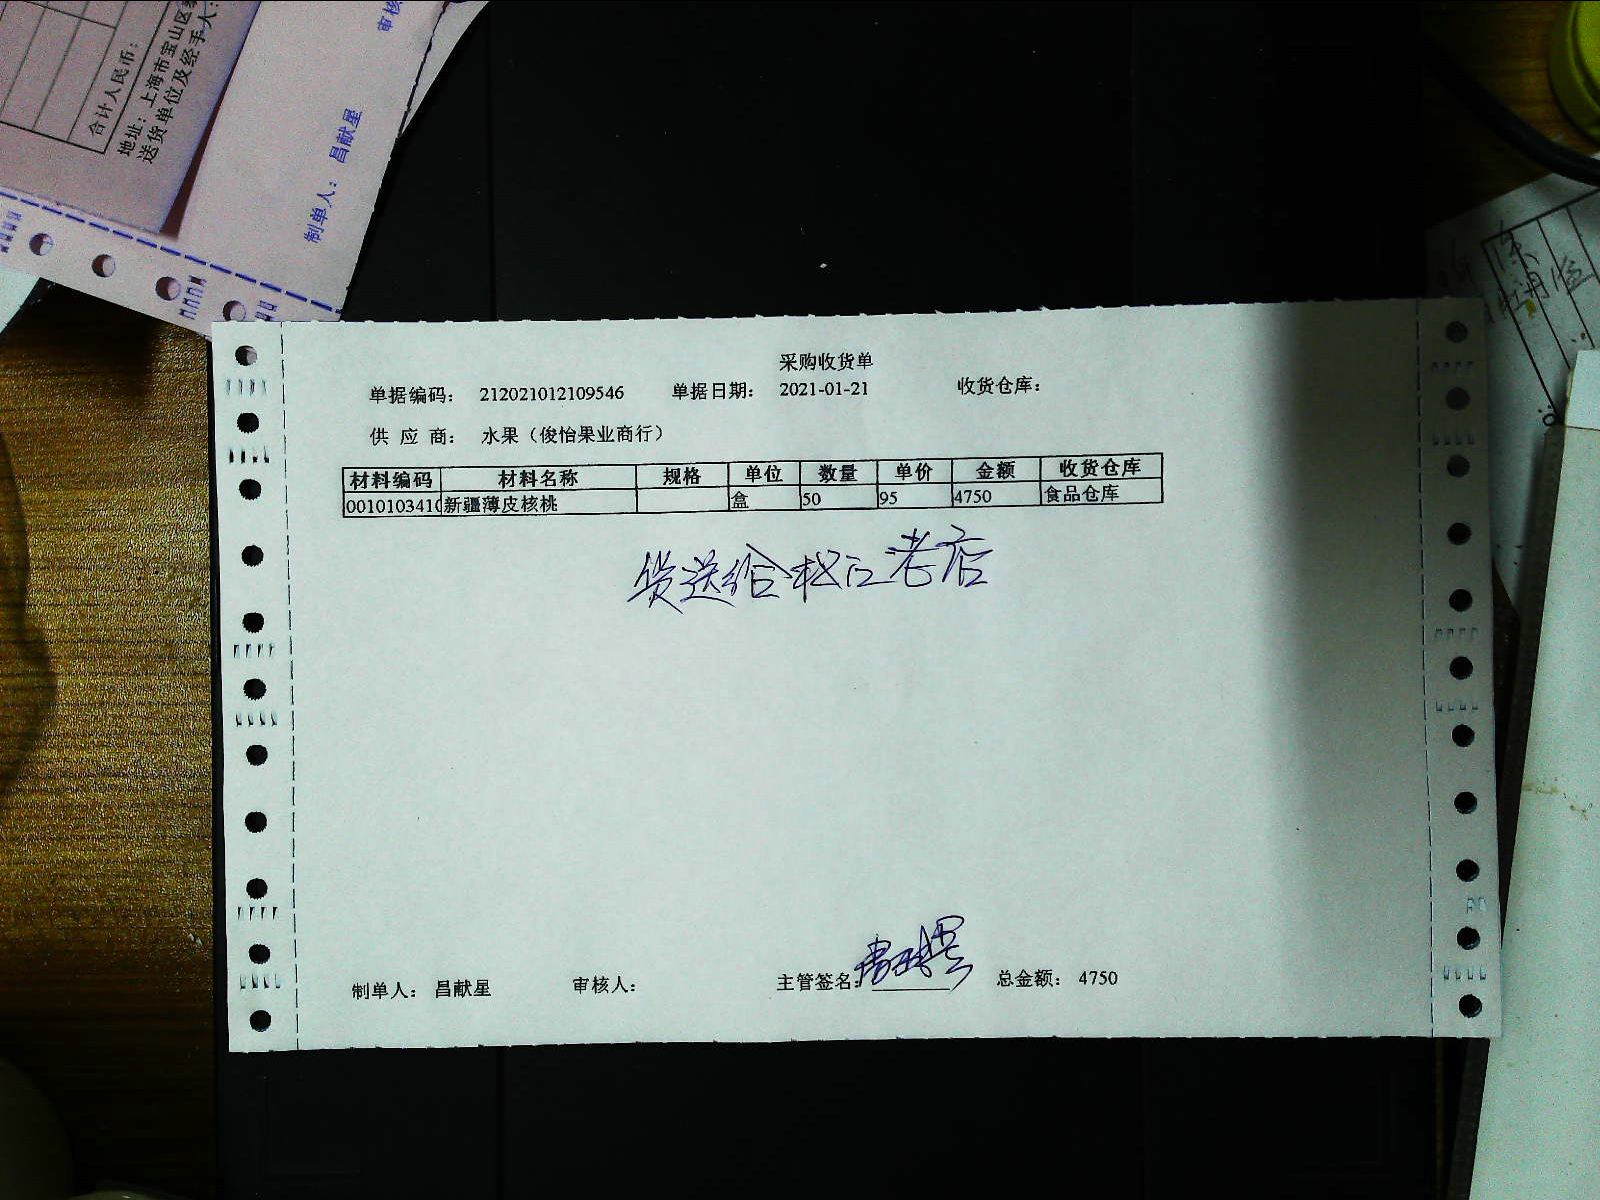 合计人民币：
地址：上海市宝山区
送货单位及经手人：
制单人： 昌献星
审核
采购收货单
单据编码： 212021012109546 单据日期： 2021-01-21 收货仓库：
供 应 商： 水果（俊怡果业商行）
材料编码 材料名称 规格 单位 数量 单价 金额 收货仓库
0010103410 新疆薄皮核桃 盒 50 95 4750 食品仓库
货送给松江老店
制单人： 昌献星 审核人： 主管签名： 总金额： 4750